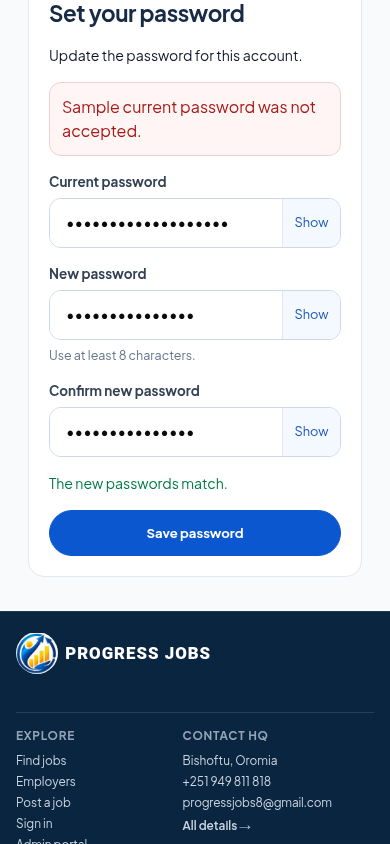 Set your password
Update the password for this account.
Sample current password was not
accepted.
Current password
•••••••••••••••••••
Show
New password
•••••••••••••••
Show
Use at least 8 characters.
Confirm new password
•••••••••••••••
Show
The new passwords match.
Save password
PROGRESS JOBS
EXPLORE
Find jobs
Employers
Post a job
Sign in
Admin portal
CONTACT HQ
Bishoftu, Oromia
+251 949 811 818
progressjobs8@gmail.com
All details→